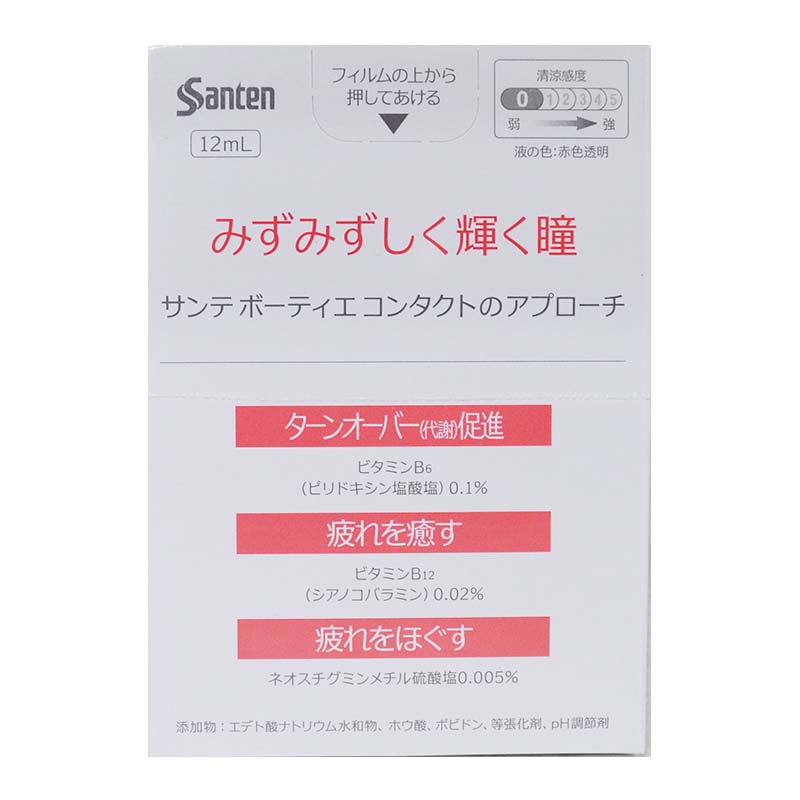 Santen
12mL
フィルムの上から
押してあける
清涼感度
0 1 2 3 4 5
弱 強
液の色:赤色透明
みずみずしく輝く瞳
サンテ ボーティエ コンタクトのアプローチ
ターンオーバー(代謝)促進
ビタミンB6
(ピリドキシン塩酸塩)0.1%
疲れを癒す
ビタミンB12
(シアノコバラミン)0.02%
疲れをほぐす
ネオスチグミンメチル硫酸塩0.005%
添加物:エデト酸ナトリウム水和物、ホウ酸、ポビドン、等張化剤、pH調節剤